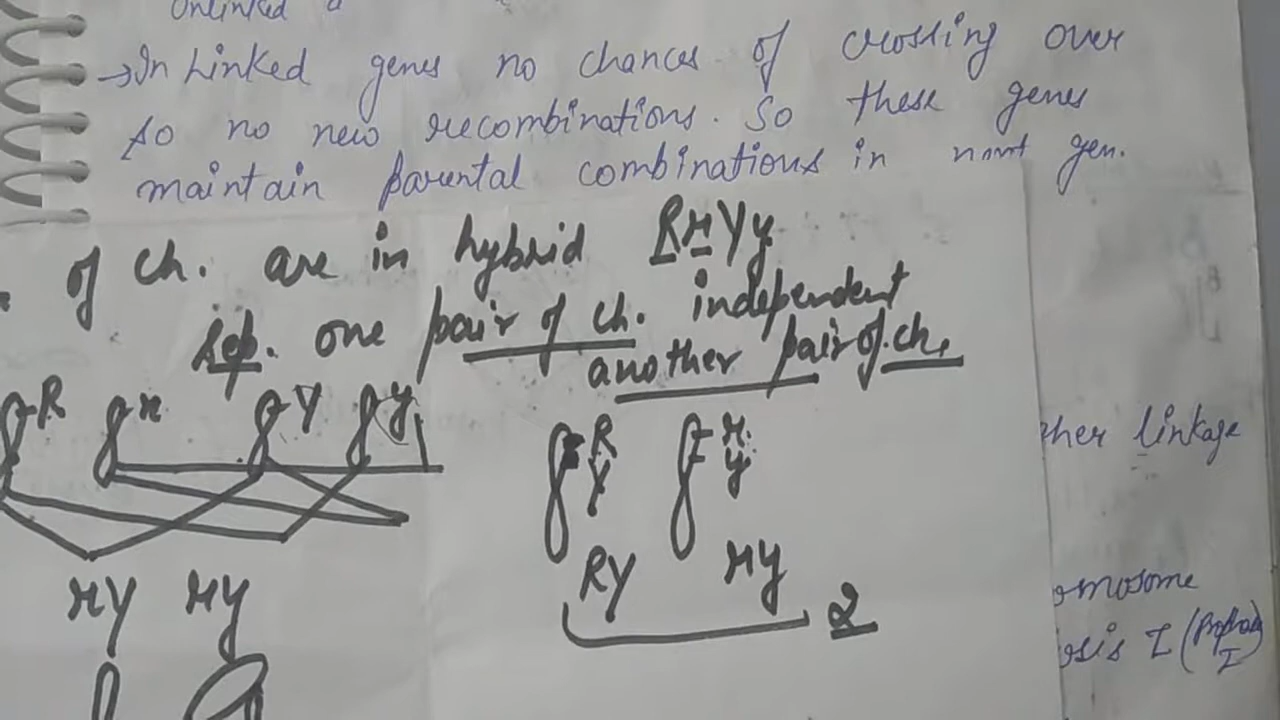 Unlinked
→In Linked genes no chances of crossing over
so no new recombinations. So these genes
maintain parental combinations in next gen.
of ch. are in hybrid RrYy
sep. one pair of ch. independent
another pair of ch.
R r Y y
R r
Y y
RY ry 2
rY ry
ther linkage
omosome
osis I (Prophase
I)